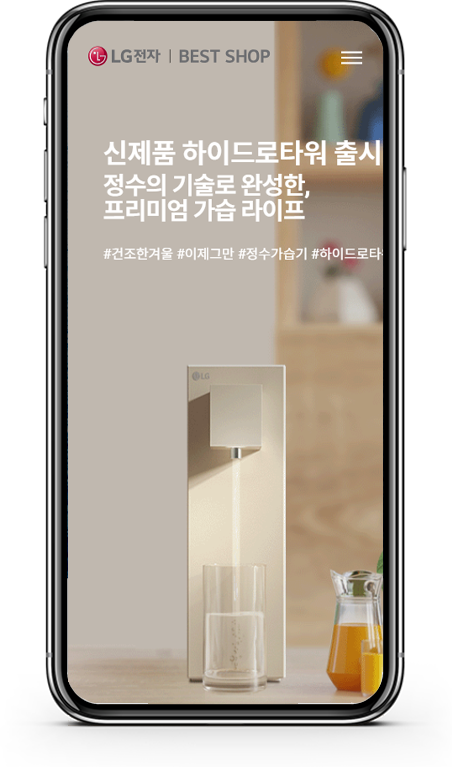 LG전자 | BEST SHOP
신제품 하이드로타워 출시
정수의 기술로 완성한,
프리미엄 가습 라이프
#건조한겨울 #이제그만 #정수가습기 #하이드로타
LG